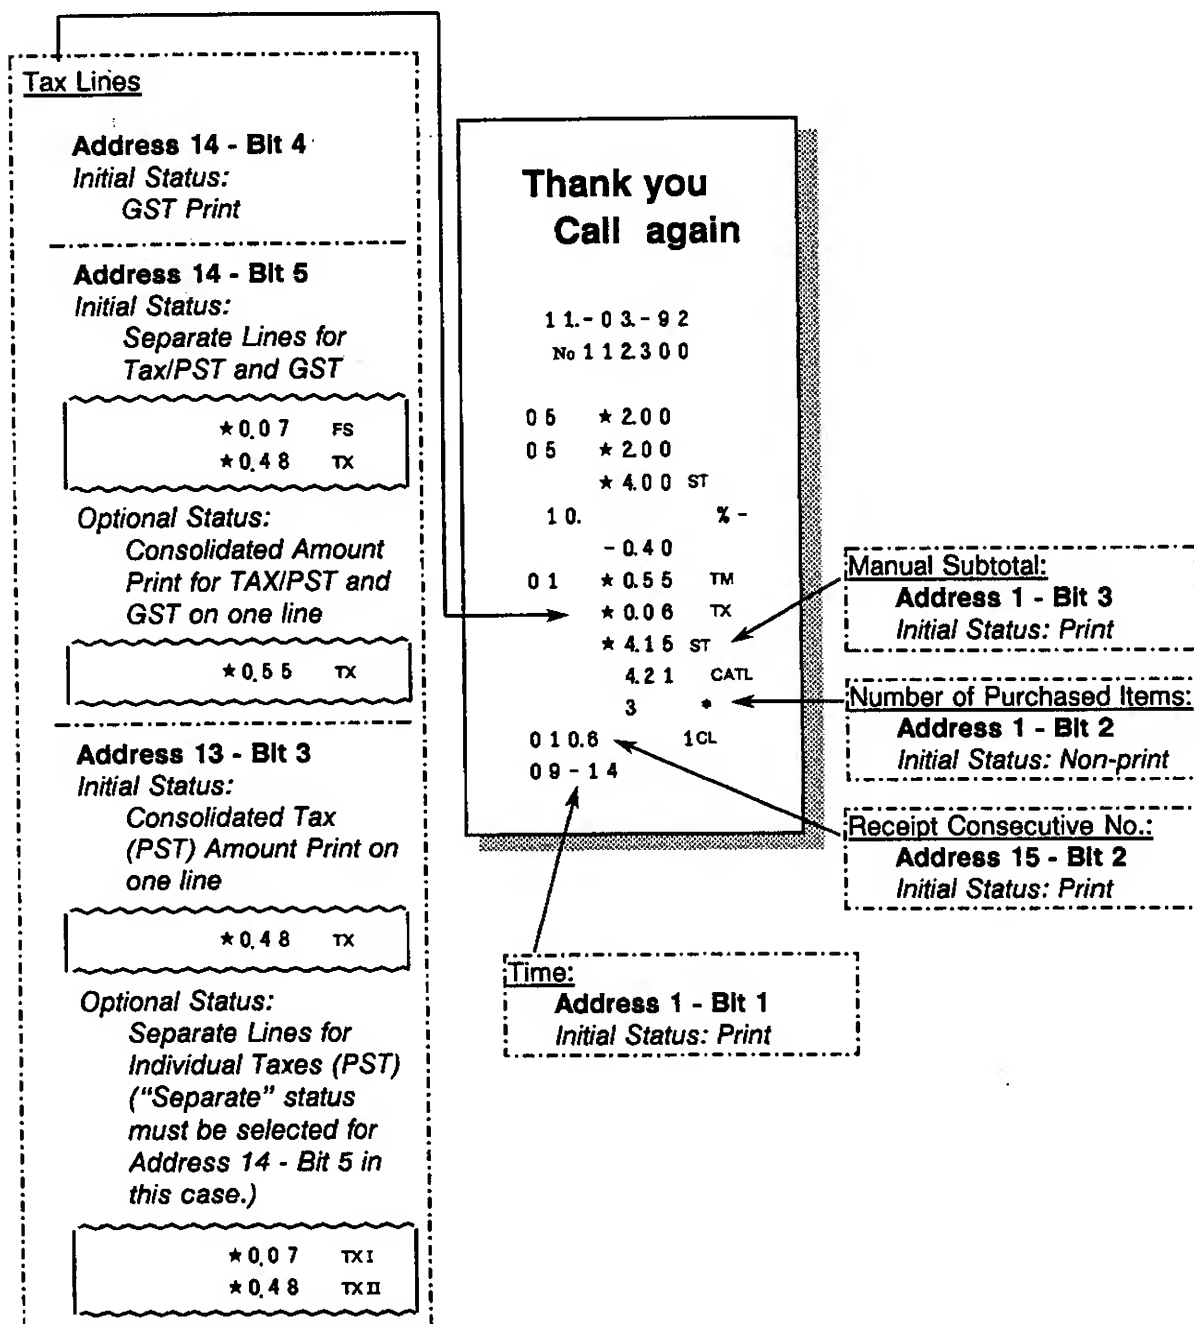 Tax Lines
Address 14 - Bit 4
Initial Status:
GST Print
Address 14 - Bit 5
Initial Status:
Separate Lines for
Tax/PST and GST
★0.07 FS
★0.48 TX
Optional Status:
Consolidated Amount
Print for TAX/PST and
GST on one line
★0.55 TX
Address 13 - Bit 3
Initial Status:
Consolidated Tax
(PST) Amount Print on
one line
★0.48 TX
Optional Status:
Separate Lines for
Individual Taxes (PST)
("Separate" status
must be selected for
Address 14 - Bit 5 in
this case.)
★0.07 TX I
★0.48 TX II
Thank you
Call again
11.-03.-92
No 112.300
05 ★2.00
05 ★2.00
★4.00 ST
10. %-
-0.40
01 ★0.55 TM
★0.06 TX
★4.15 ST
4.21 CATL
3 *
010.6 1CL
09-14
Manual Subtotal:
Address 1 - Bit 3
Initial Status: Print
Number of Purchased Items:
Address 1 - Bit 2
Initial Status: Non-print
Receipt Consecutive No.:
Address 15 - Bit 2
Initial Status: Print
Time:
Address 1 - Bit 1
Initial Status: Print